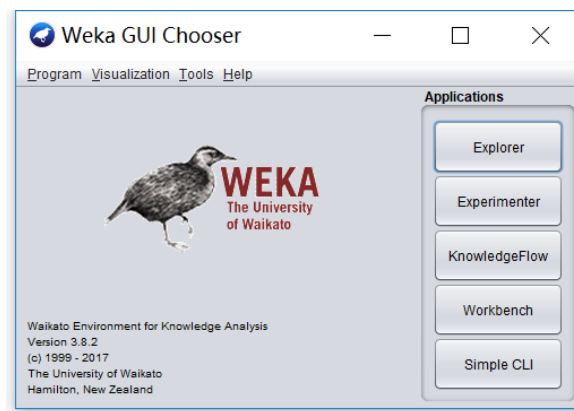 Weka GUI Chooser
Program Visualization Tools Help
Applications
Explorer
Experimenter
KnowledgeFlow
Workbench
Simple CLI
WEKA
The University
of Waikato
Waikato Environment for Knowledge Analysis
Version 3.8.2
(c) 1999 - 2017
The University of Waikato
Hamilton, New Zealand